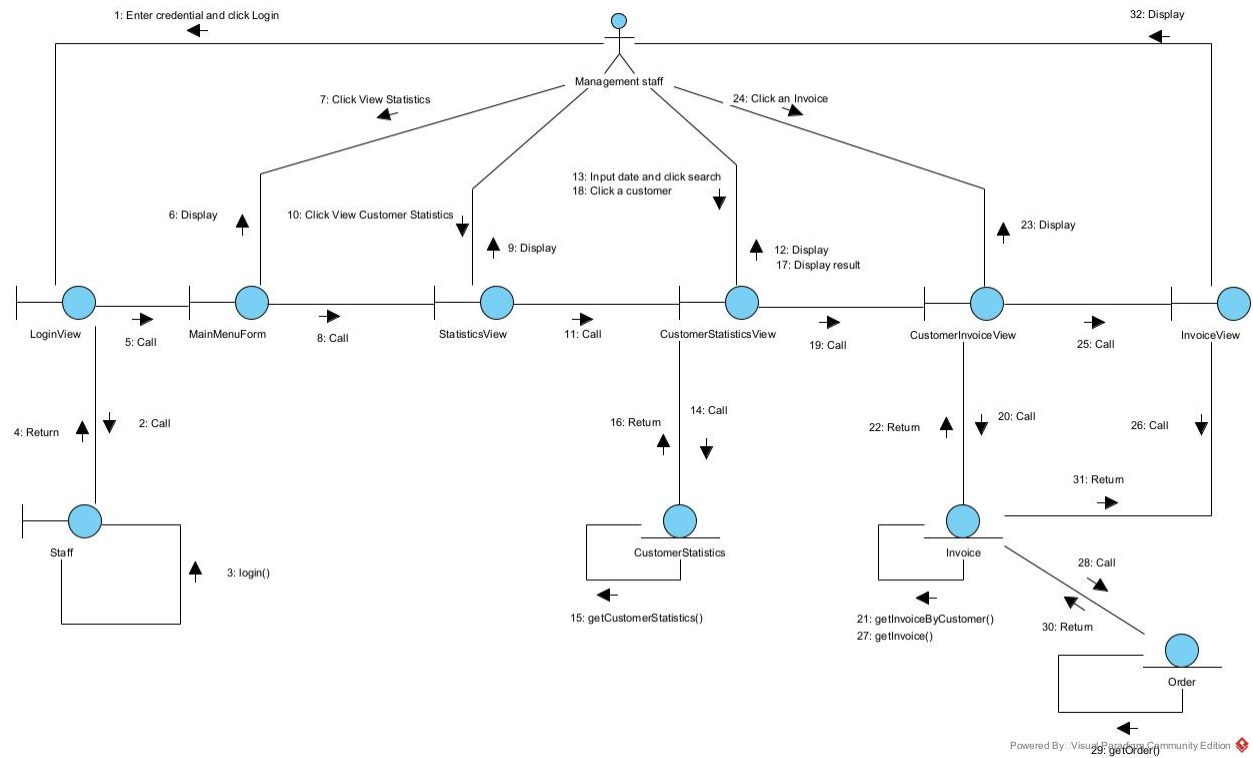 1: Enter credential and click Login
32: Display
Management staff
7: Click View Statistics
24: Click an Invoice
13: Input date and click search
18: Click a customer
6: Display
10: Click View Customer Statistics
9: Display
12: Display
17: Display result
23: Display
LoginView
MainMenuForm
StatisticsView
CustomerStatisticsView
CustomerInvoiceView
InvoiceView
5: Call
8: Call
11: Call
19: Call
25: Call
4: Return
2: Call
16: Return
14: Call
22: Return
20: Call
26: Call
31: Return
Staff
CustomerStatistics
Invoice
3: login()
28: Call
15: getCustomerStatistics()
21: getInvoiceByCustomer()
27: getInvoice()
30: Return
Order
Powered By Visual Paradigm Community Edition
29: getOrder()